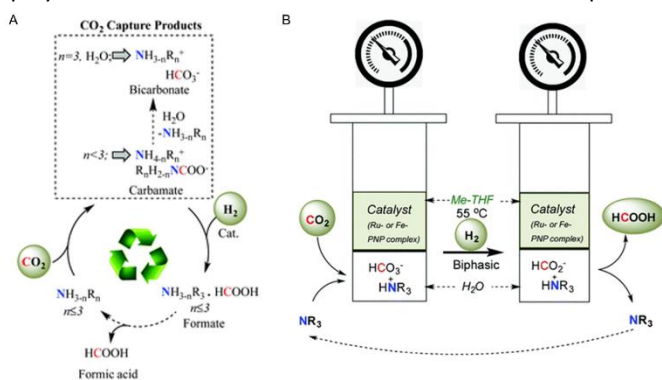 A
CO₂ Capture Products
n=3, H₂O; NH₃₋ₙRₙ⁺
HCO₃⁻
Bicarbonate
H₂O
-NH₃₋ₙRₙ
n<3; NH₄₋ₙRₙ⁺
RₙH₂₋ₙNCOO⁻
Carbamate
H₂
Cat.
CO₂
NH₃₋ₙRₙ
n≤3
NH₃₋ₙR₃ . HCOOH
n≤3
Formate
HCOOH
Formic acid
B
Catalyst
(Ru- or Fe-
PNP complex)
Me-THF
55 ºC
H₂
Biphasic
H₂O
Catalyst
(Ru- or Fe-
PNP complex)
HCOOH
CO₂
HCO₃⁻
HNR₃
+
HCO₂⁻
HNR₃
+
NR₃
NR₃